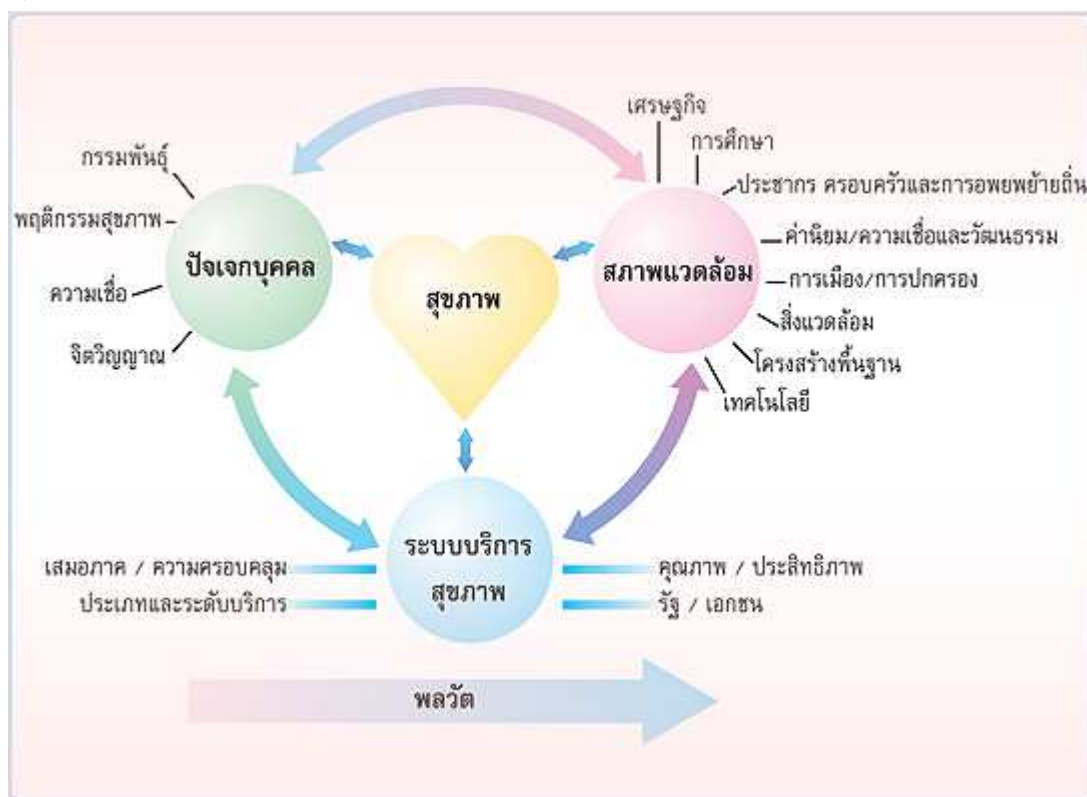 เศรษฐกิจ
การศึกษา
กรรมพันธุ์
ประชากร ครอบครัวและการอพยพย้ายถิ่น
พฤติกรรมสุขภาพ
ค่านิยม/ความเชื่อและวัฒนธรรม
ปัจเจกบุคคล
สุขภาพ
สภาพแวดล้อม
การเมือง/การปกครอง
ความเชื่อ
สิ่งแวดล้อม
จิตวิญญาณ
โครงสร้างพื้นฐาน
เทคโนโลยี
ระบบบริการ
สุขภาพ
เสมอภาค / ความครอบคลุม
คุณภาพ / ประสิทธิภาพ
ประเภทและระดับบริการ
รัฐ / เอกชน
พลวัต